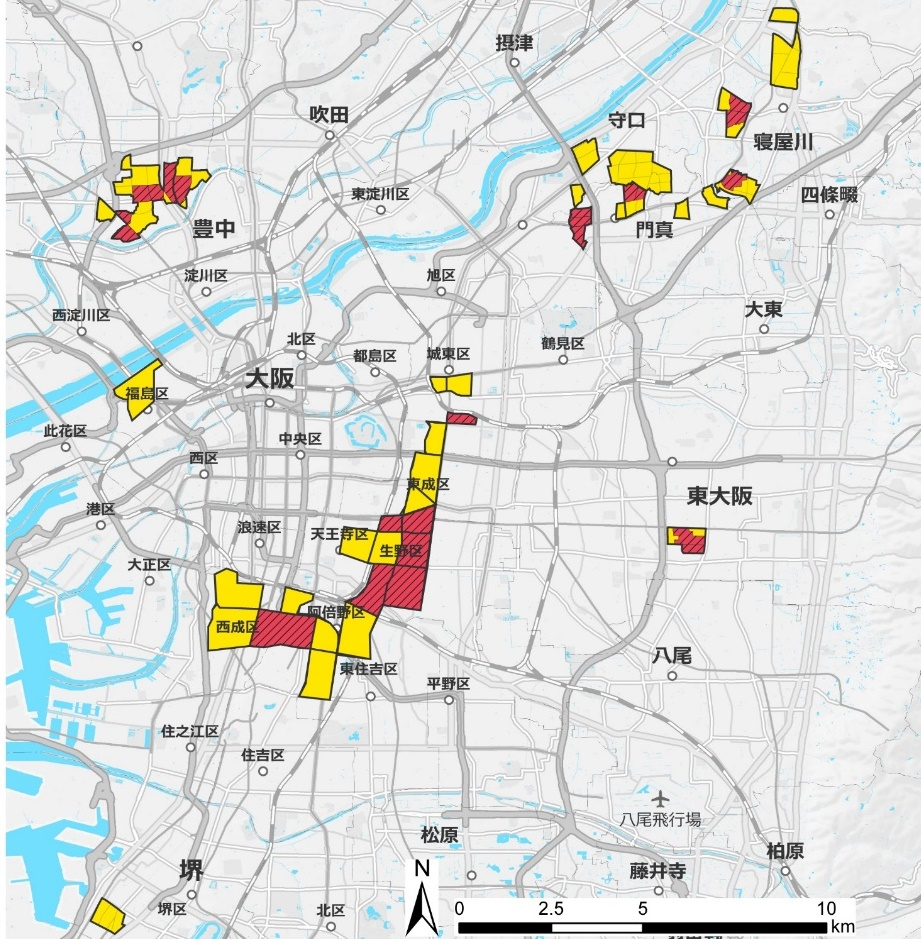 摂津
守口
寝屋川
吹田
東淀川区
四條畷
豊中
門真
旭区
淀川区
西淀川区
大東
北区
都島区
城東区
鶴見区
大阪
福島区
此花区
中央区
西区
東成区
東大阪
港区
浪速区
天王寺区
生野区
大正区
阿倍野区
西成区
東住吉区
八尾
平野区
住之江区
住吉区
八尾飛行場
松原
柏原
堺
藤井寺
N
堺区
北区
0 2.5 5 10
km